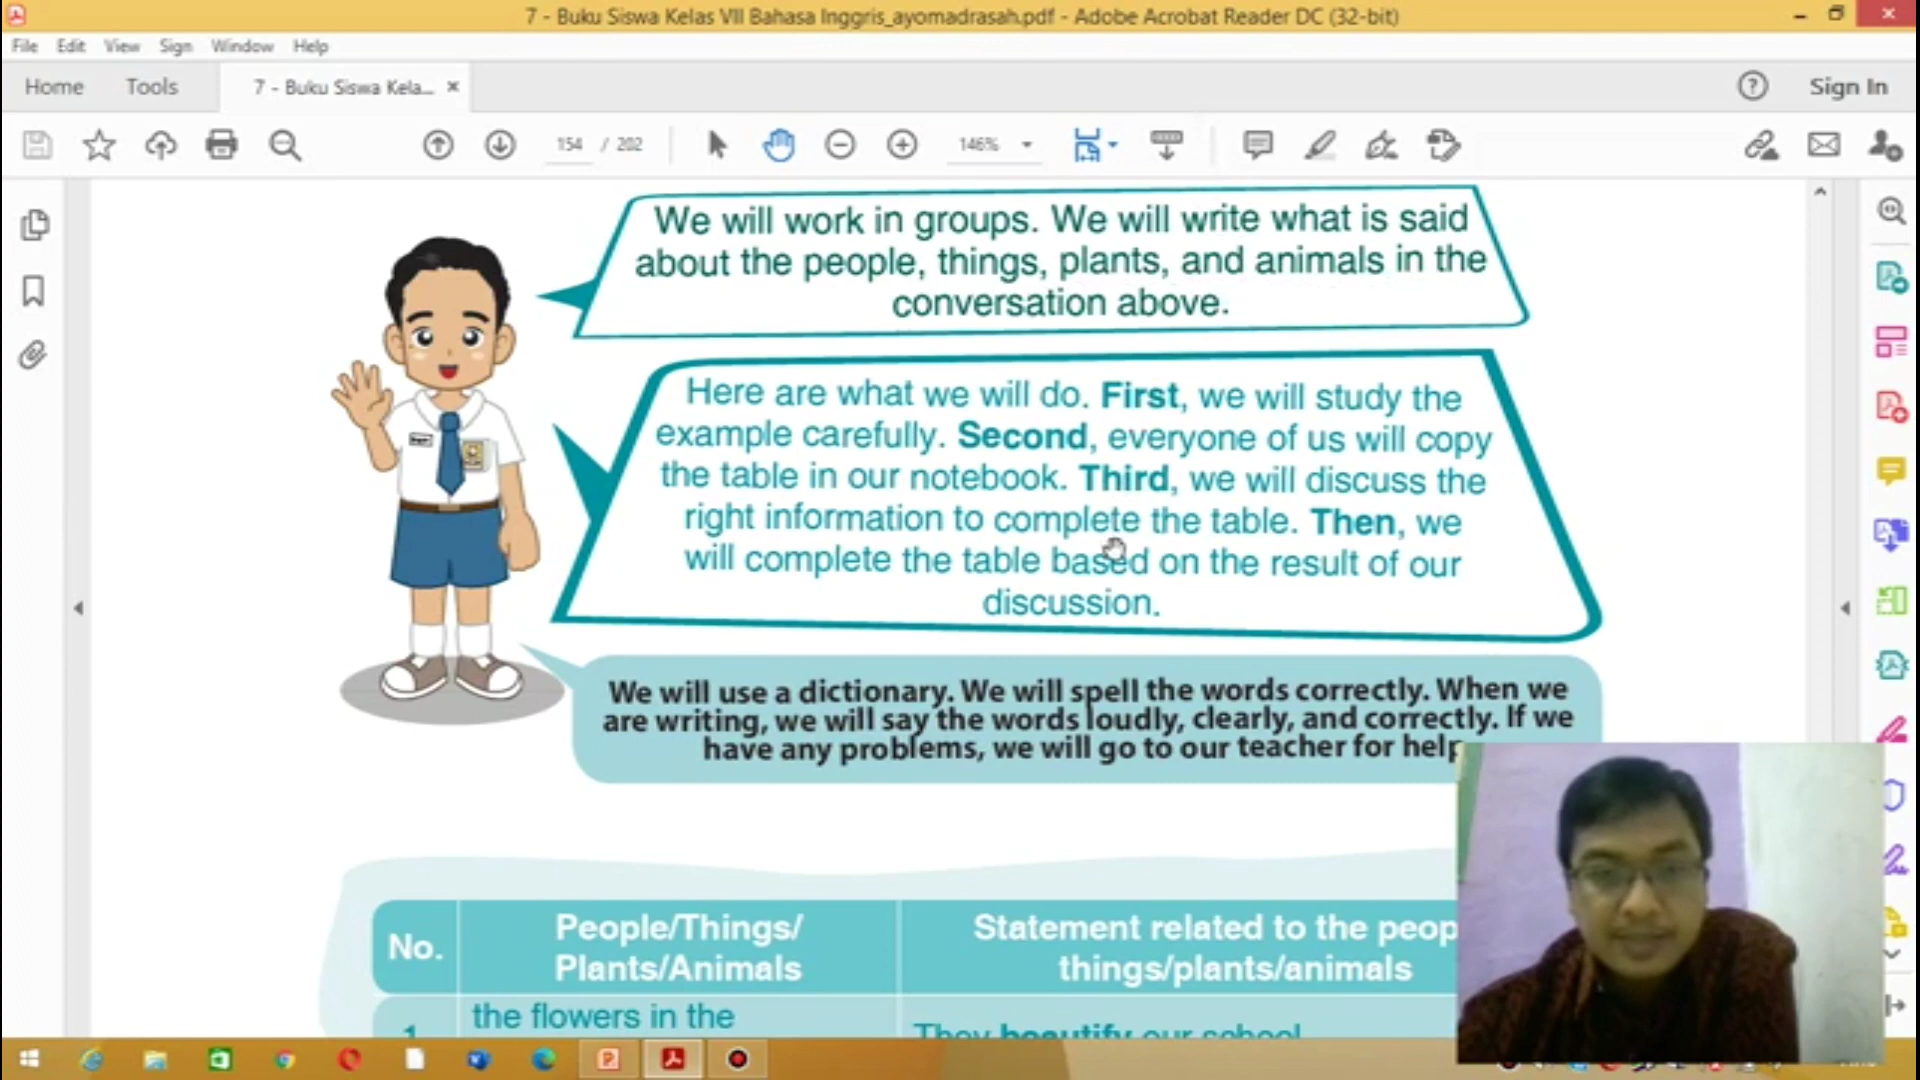 7 - Buku Siswa Kelas VII Bahasa Inggris_ayomadrasah.pdf - Adobe Acrobat Reader DC (32-bit)
File Edit View Sign Window Help
Home Tools 7 - Buku Siswa Kela... × Sign In
154 / 202 146%
We will work in groups. We will write what is said
about the people, things, plants, and animals in the
conversation above.
Here are what we will do. First, we will study the
example carefully. Second, everyone of us will copy
the table in our notebook. Third, we will discuss the
right information to complete the table. Then, we
will complete the table based on the result of our
discussion.
We will use a dictionary. We will spell the words correctly. When we
are writing, we will say the words loudly, clearly, and correctly. If we
have any problems, we will go to our teacher for help
No. People/Things/ Statement related to the peop
Plants/Animals things/plants/animals
1 the flowers in the They beautify our school